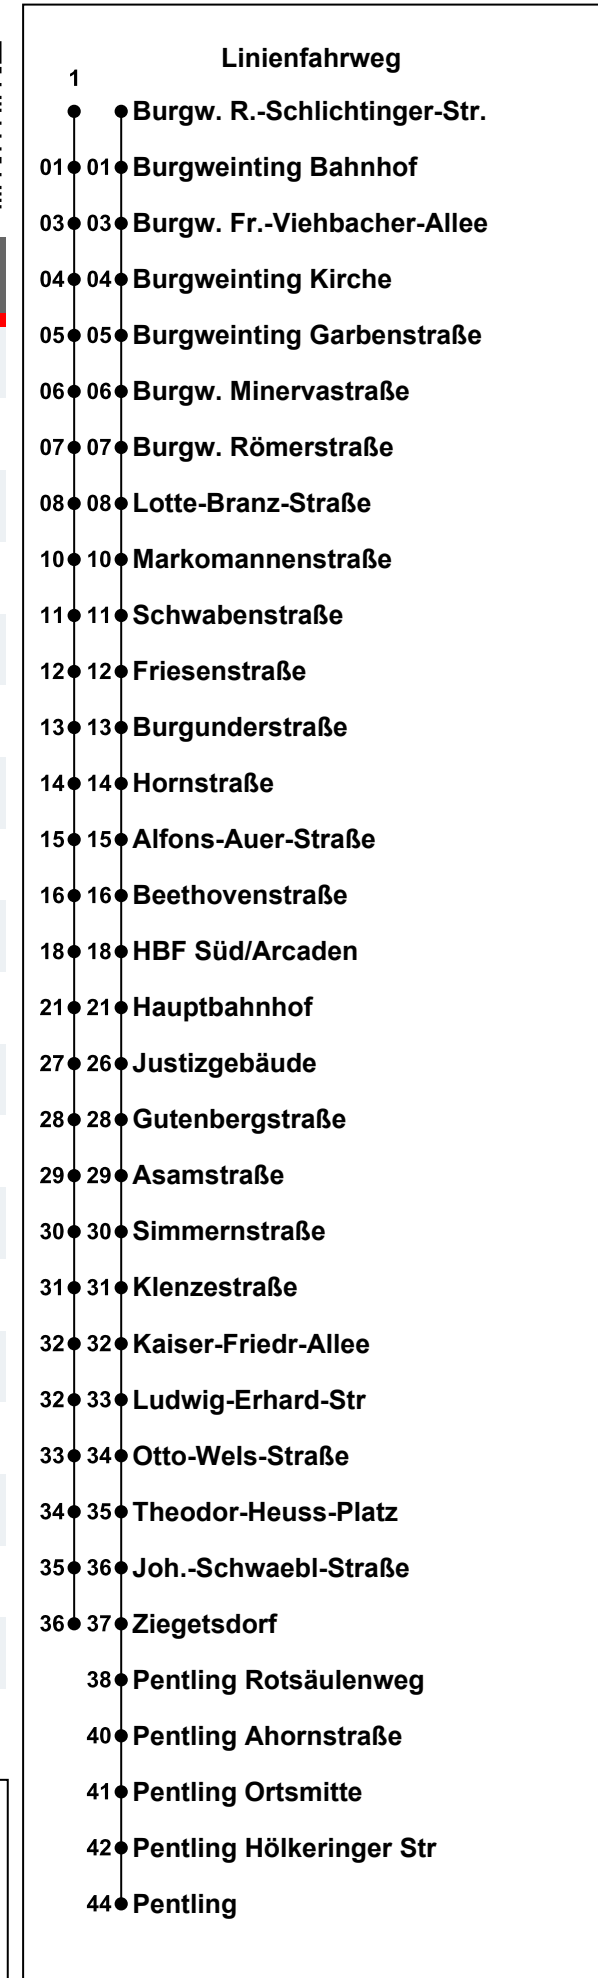 Linienfahrweg
1
Burgw. R.-Schlichtinger-Str.
01 01 Burgweinting Bahnhof
03 03 Burgw. Fr.-Viehbacher-Allee
04 04 Burgweinting Kirche
05 05 Burgweinting Garbenstraße
06 06 Burgw. Minervastraße
07 07 Burgw. Römerstraße
08 08 Lotte-Branz-Straße
10 10 Markomannenstraße
11 11 Schwabenstraße
12 12 Friesenstraße
13 13 Burgunderstraße
14 14 Hornstraße
15 15 Alfons-Auer-Straße
16 16 Beethovenstraße
18 18 HBF Süd/Arcaden
21 21 Hauptbahnhof
27 26 Justizgebäude
28 28 Gutenbergstraße
29 29 Asamstraße
30 30 Simmernstraße
31 31 Klenzestraße
32 32 Kaiser-Friedr-Allee
32 33 Ludwig-Erhard-Str
33 34 Otto-Wels-Straße
34 35 Theodor-Heuss-Platz
35 36 Joh.-Schwaebl-Straße
36 37 Ziegetsdorf
38 Pentling Rotsäulenweg
40 Pentling Ahornstraße
41 Pentling Ortsmitte
42 Pentling Hölkeringer Str
44 Pentling